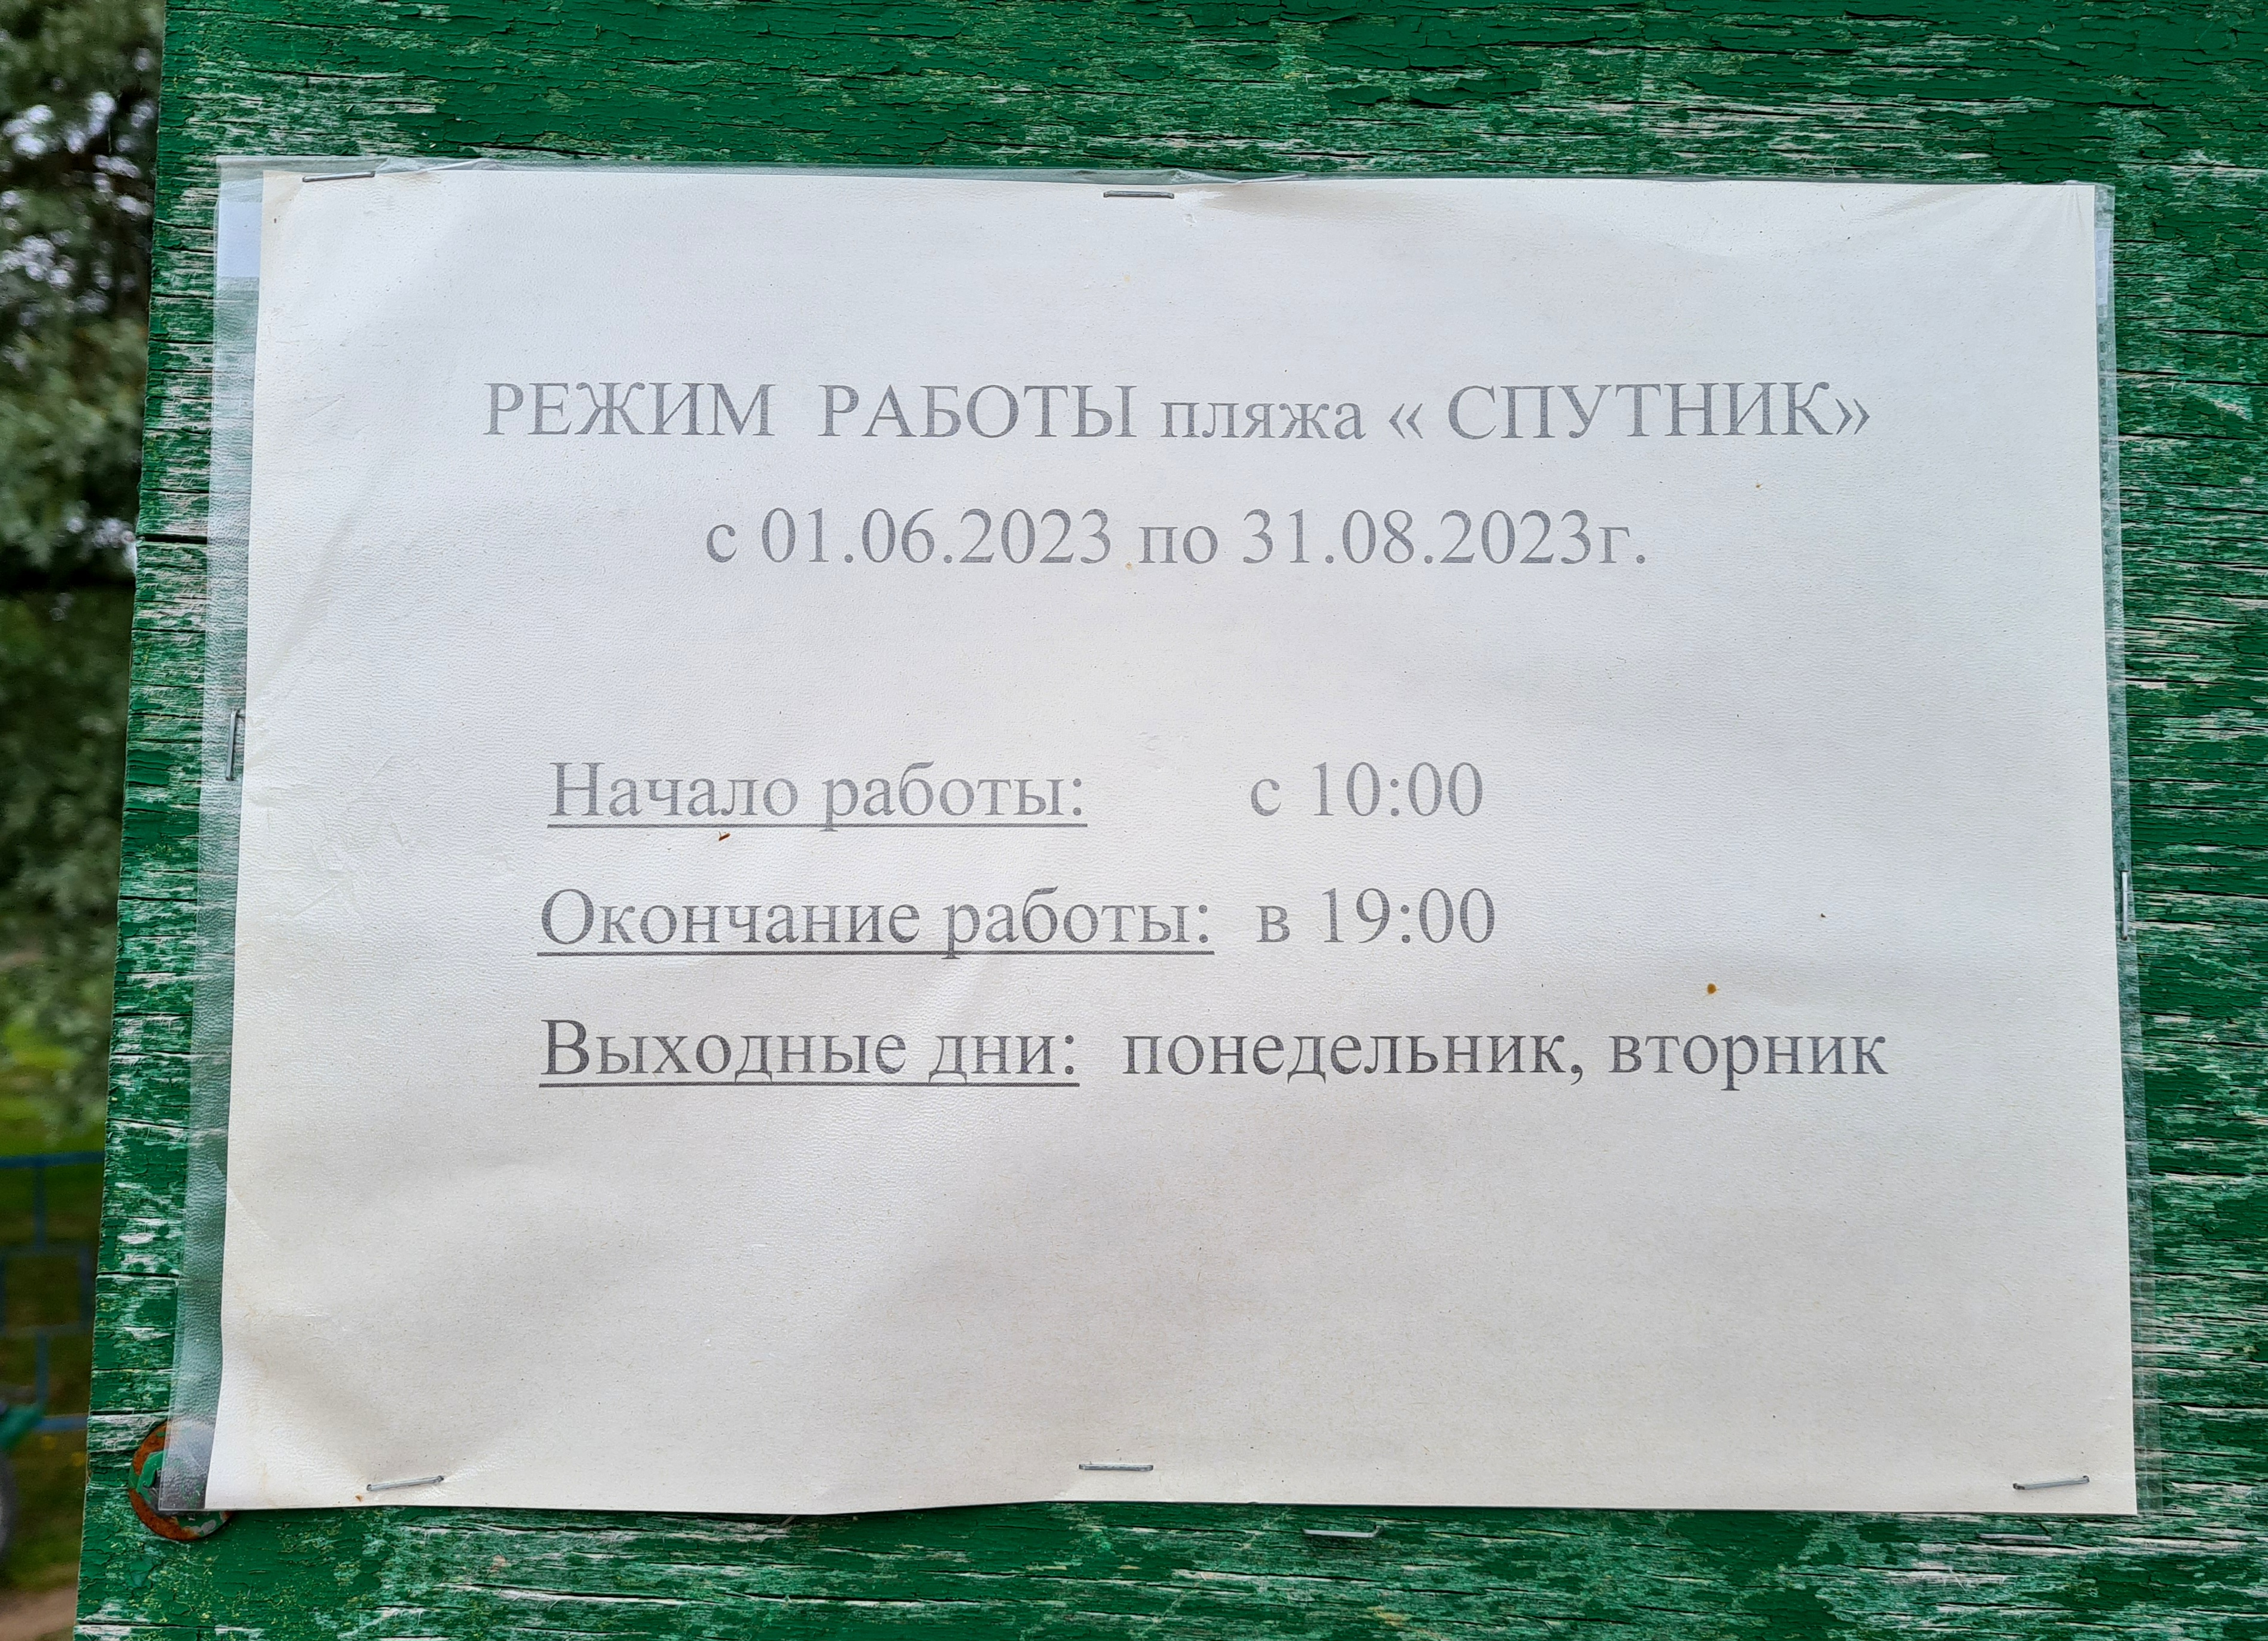 РЕЖИМ РАБОТЫ пляжа « СПУТНИК»
с 01.06.2023 по 31.08.2023г.
Начало работы: с 10:00
Окончание работы: в 19:00
Выходные дни: понедельник, вторник